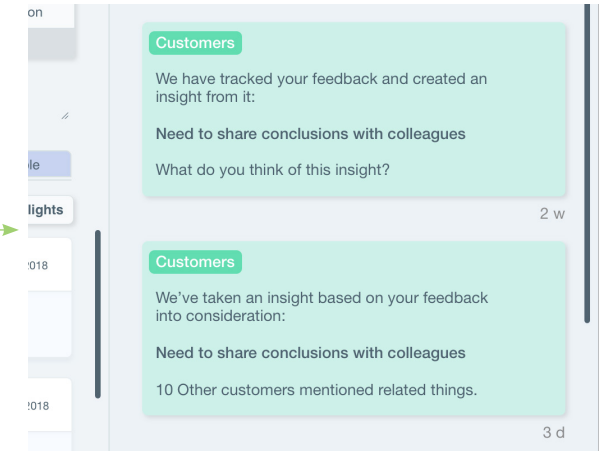 on
ole
lights
2018
2018
Customers
We have tracked your feedback and created an
insight from it:
Need to share conclusions with colleagues
What do you think of this insight?
2 w
Customers
We’ve taken an insight based on your feedback
into consideration:
Need to share conclusions with colleagues
10 Other customers mentioned related things.
3 d